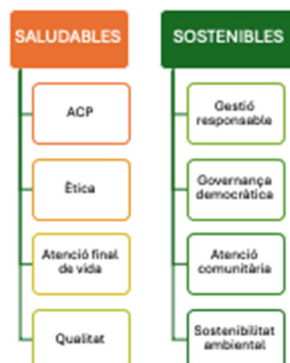 SALUDABLES
ACP
Ètica
Atenció final
de vida
Qualitat
SOSTENIBLES
Gestió
responsable
Governança
democràtica
Atenció
comunitària
Sostenibilitat
ambiental